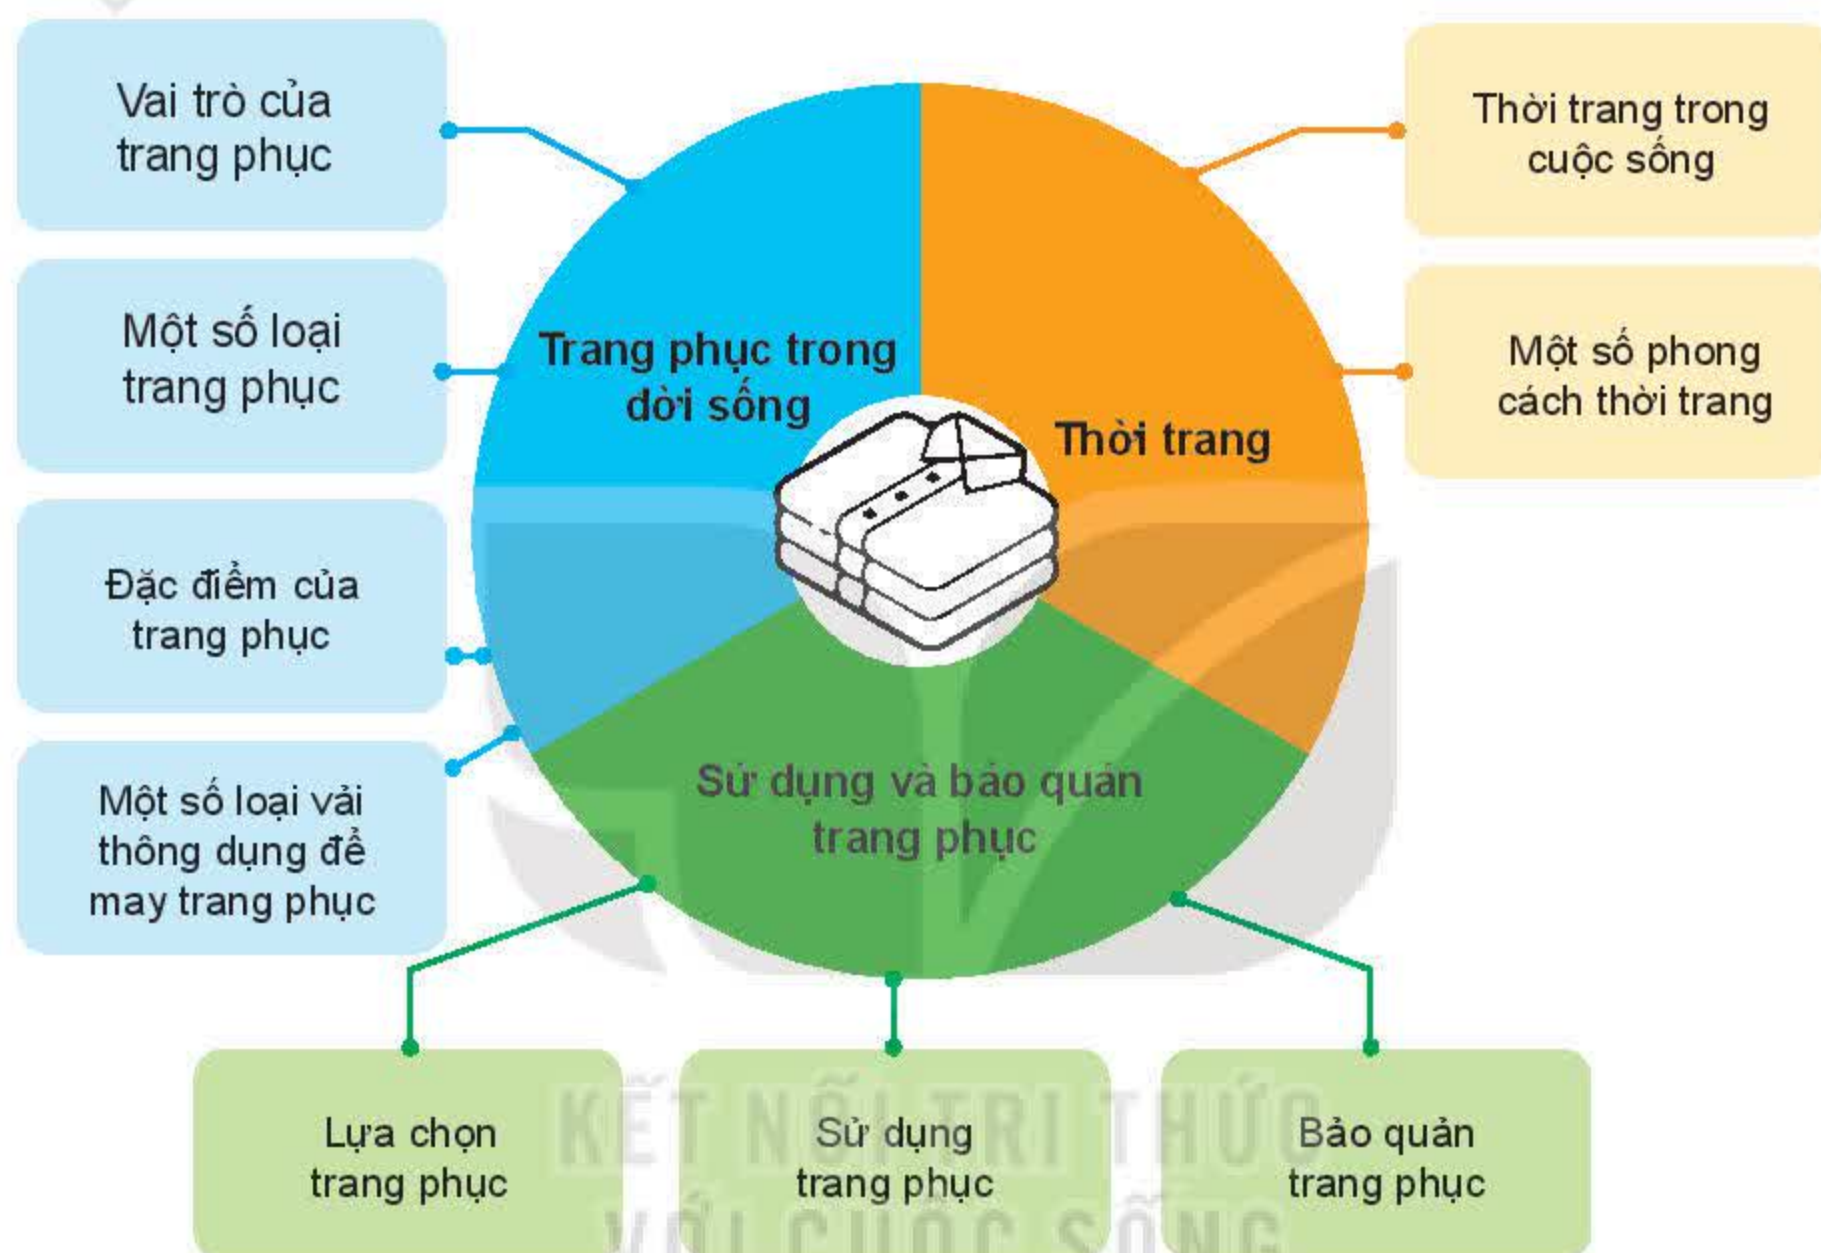 Vai trò của
trang phục
Một số loại
trang phục
Đặc điểm của
trang phục
Một số loại vải
thông dụng để
may trang phục
Trang phục trong
đời sống
Thời trang
Sử dụng và bảo quản
trang phục
Thời trang trong
cuộc sống
Một số phong
cách thời trang
Lựa chọn
trang phục
Sử dụng
trang phục
Bảo quản
trang phục
KẾT NỐI TRI THỨC
VỚI CUỘC SỐNG